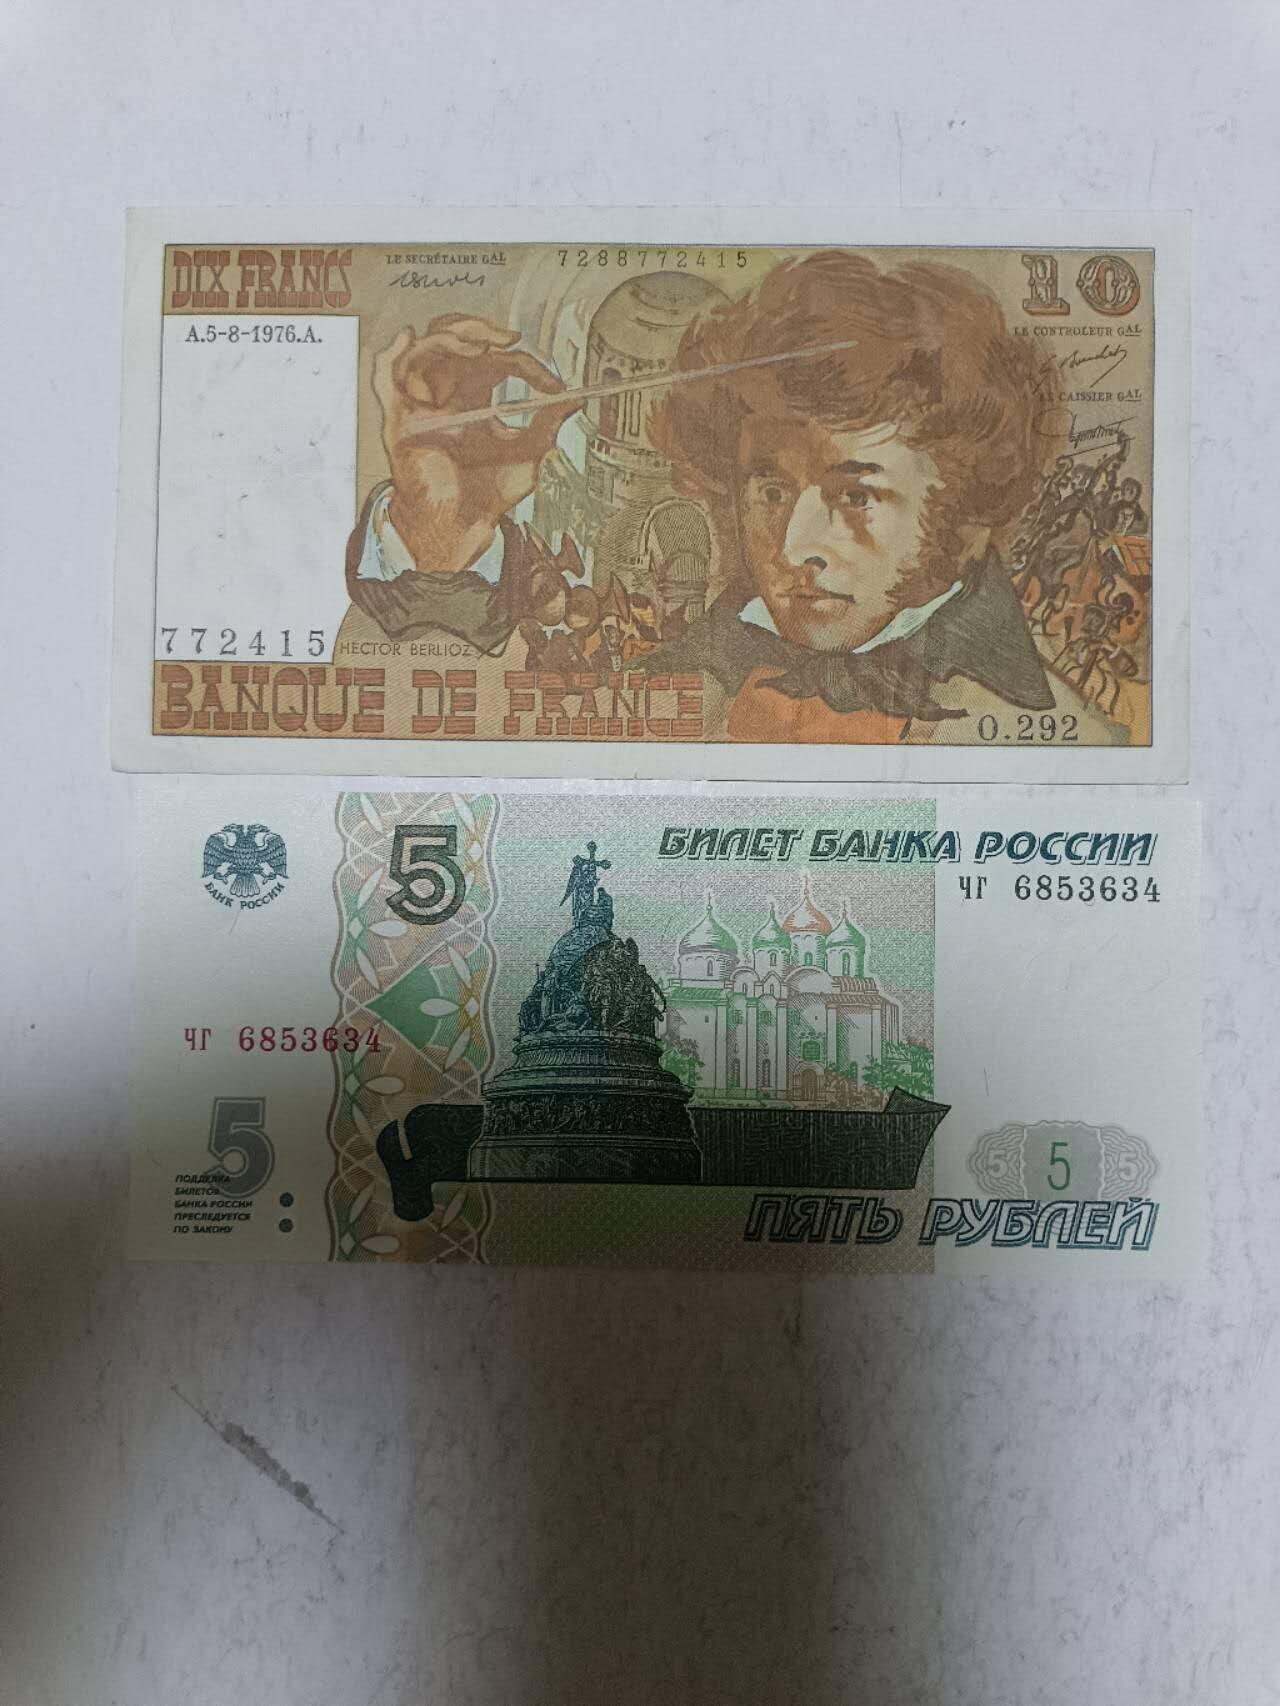 DIX FRANCS
LE SECRÉTAIRE GAL
7288772415
10
A.5-8-1976.A.
LE CONTROLEUR GAL
LE CAISSIER GAL
772415
HECTOR BERLIOZ
BANQUE DE FRANCE
O.292
5
БИЛЕТ БАНКА РОССИИ
ЧГ 6853634
БАНК РОССИИ
ЧГ 6853634
5
5 5 5
ПОДДЕЛКА
БИЛЕТОВ
БАНКА РОССИИ
ПРЕСЛЕДУЕТСЯ
ПО ЗАКОНУ
ПЯТЬ РУБЛЕЙ